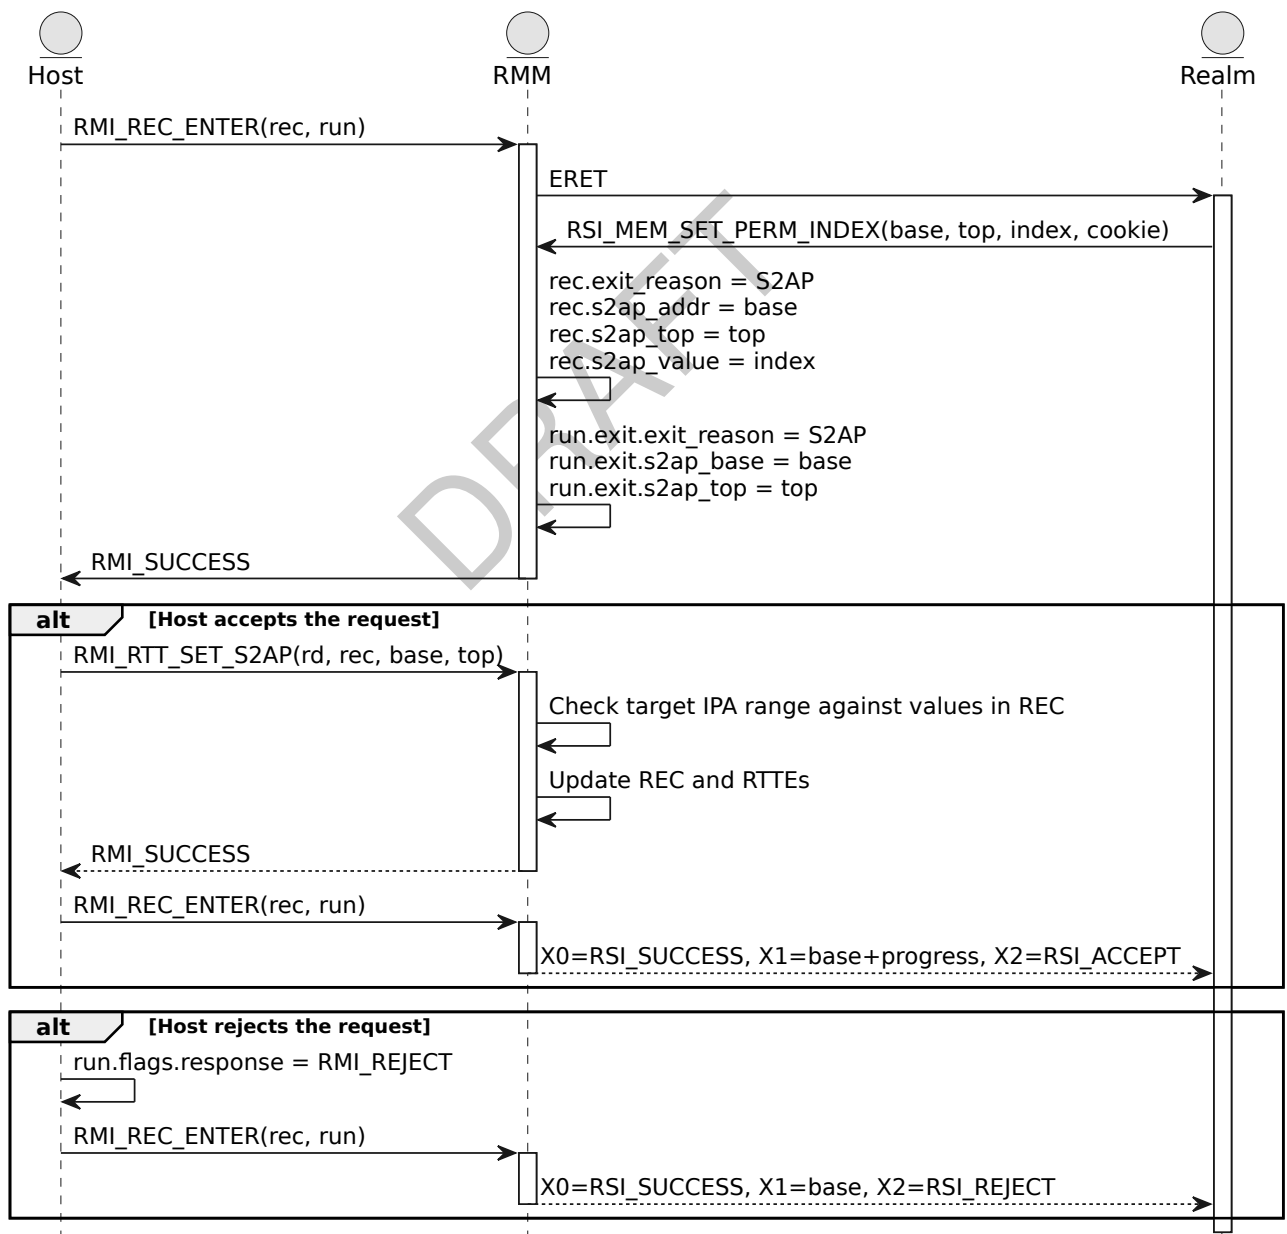 Host
RMM
Realm
RMI_REC_ENTER(rec, run)
ERET
RSI_MEM_SET_PERM_INDEX(base, top, index, cookie)
rec.exit_reason = S2AP
rec.s2ap_addr = base
rec.s2ap_top = top
rec.s2ap_value = index
run.exit.exit_reason = S2AP
run.exit.s2ap_base = base
run.exit.s2ap_top = top
DRAFT
RMI_SUCCESS
alt [Host accepts the request]
RMI_RTT_SET_S2AP(rd, rec, base, top)
Check target IPA range against values in REC
Update REC and RTTEs
RMI_SUCCESS
RMI_REC_ENTER(rec, run)
X0=RSI_SUCCESS, X1=base+progress, X2=RSI_ACCEPT
alt [Host rejects the request]
run.flags.response = RMI_REJECT
RMI_REC_ENTER(rec, run)
X0=RSI_SUCCESS, X1=base, X2=RSI_REJECT